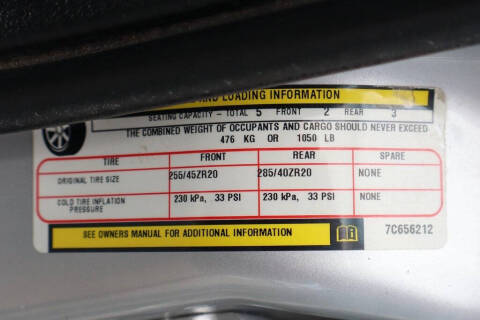 AND LOADING INFORMATION
SEATING CAPACITY - TOTAL 5 FRONT 2 REAR 3
THE COMBINED WEIGHT OF OCCUPANTS AND CARGO SHOULD NEVER EXCEED
476 KG OR 1050 LB
TIRE FRONT REAR SPARE
ORIGINAL TIRE SIZE 255/45ZR20 285/40ZR20 NONE
COLD TIRE INFLATION PRESSURE 230 kPa, 33 PSI 230 kPa, 33 PSI NONE
SEE OWNERS MANUAL FOR ADDITIONAL INFORMATION 7C656212